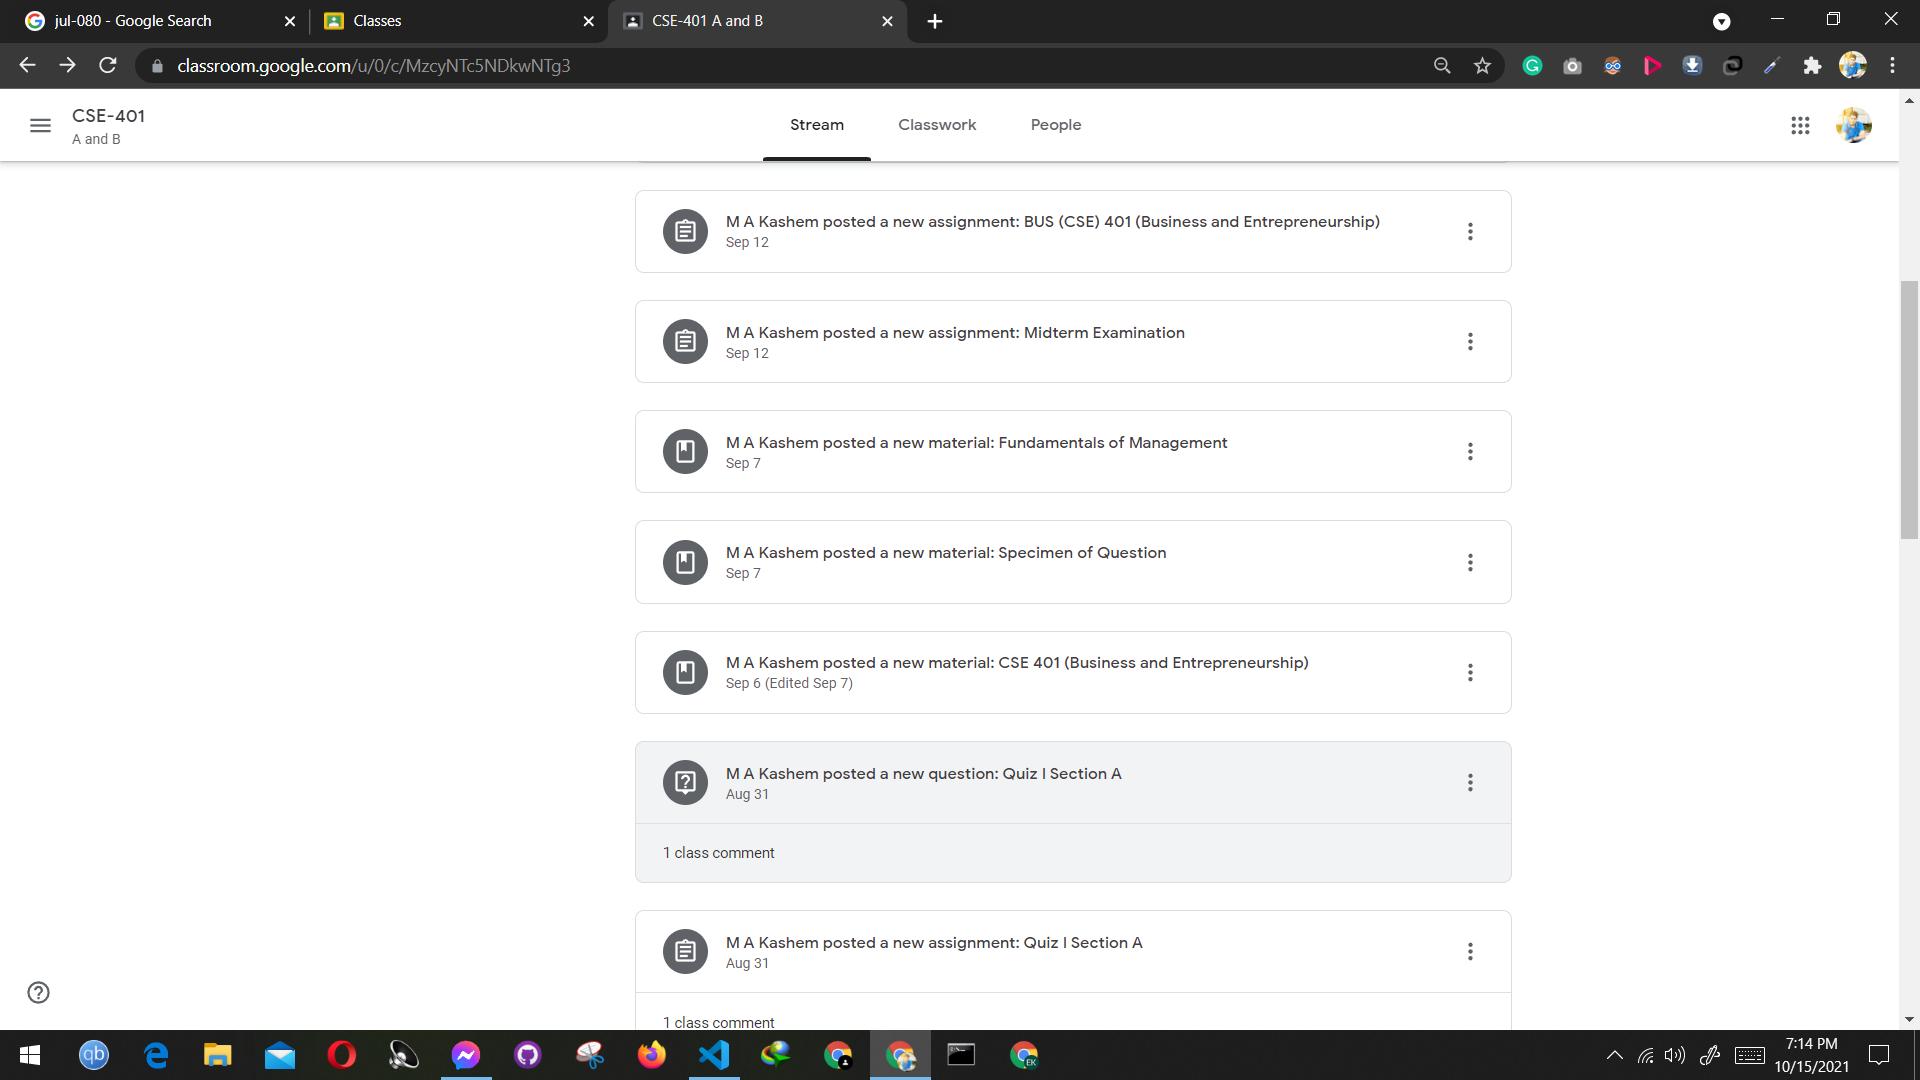 jul-080 - Google Search
Classes
CSE-401 A and B
classroom.google.com/u/0/c/MzcyNTc5NDkwNTg3
CSE-401
A and B
Stream
Classwork
People
M A Kashem posted a new assignment: BUS (CSE) 401 (Business and Entrepreneurship)
Sep 12
M A Kashem posted a new assignment: Midterm Examination
Sep 12
M A Kashem posted a new material: Fundamentals of Management
Sep 7
M A Kashem posted a new material: Specimen of Question
Sep 7
M A Kashem posted a new material: CSE 401 (Business and Entrepreneurship)
Sep 6 (Edited Sep 7)
M A Kashem posted a new question: Quiz I Section A
Aug 31
1 class comment
M A Kashem posted a new assignment: Quiz I Section A
Aug 31
1 class comment
qb
EK
7:14 PM
10/15/2021